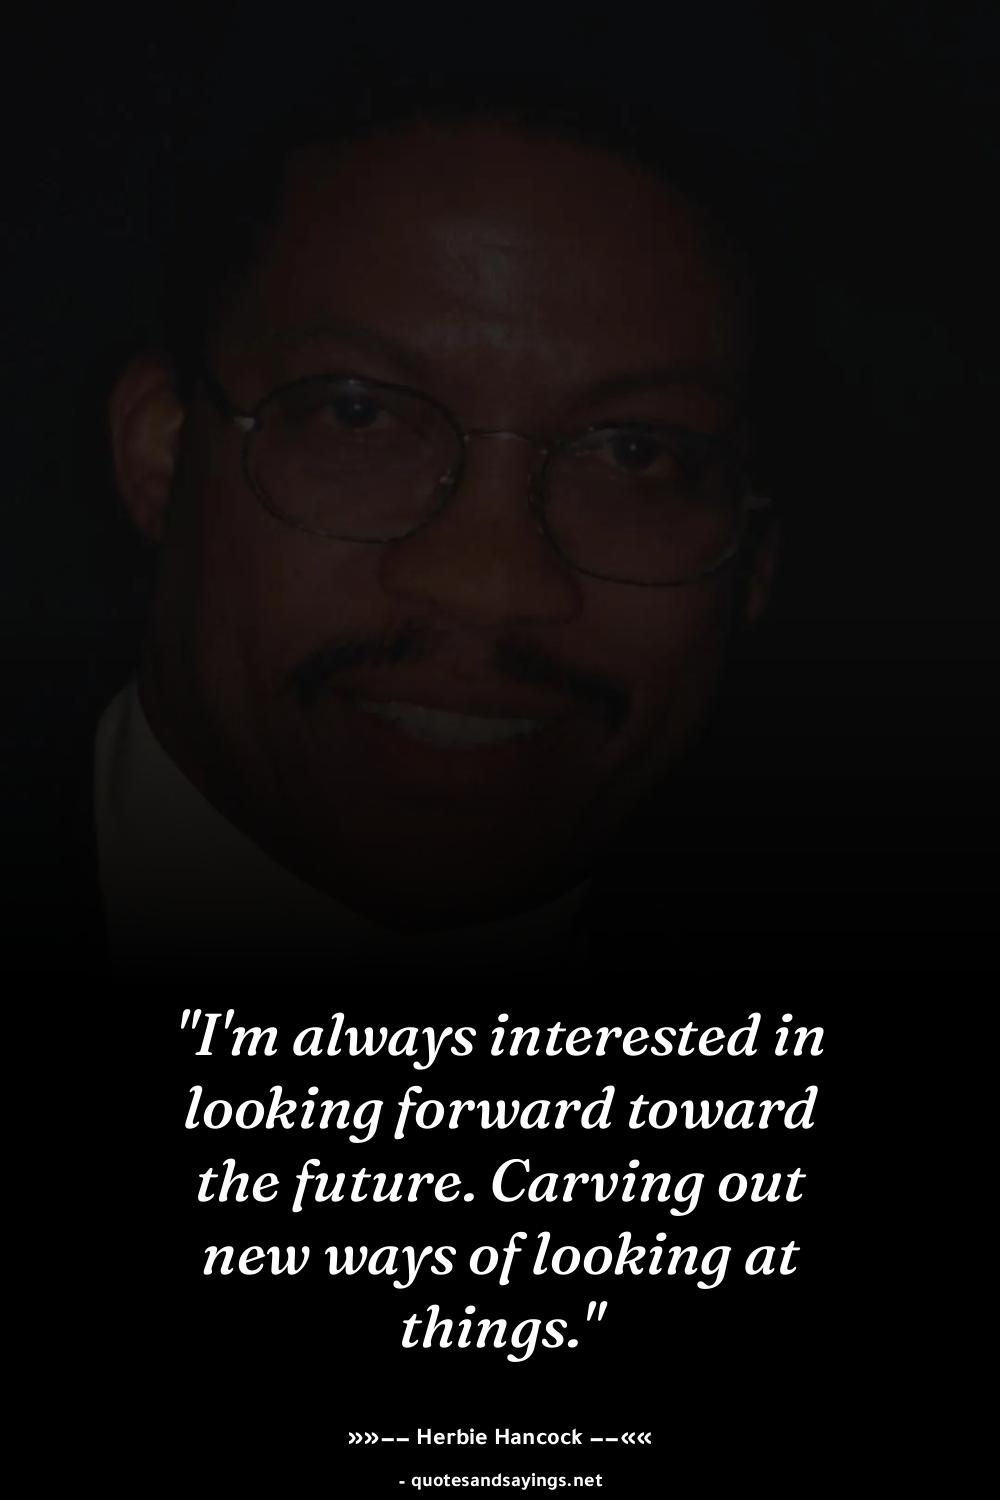 "I'm always interested in
looking forward toward
the future. Carving out
new ways of looking at
things."
»»−− Herbie Hancock −−««
- quotesandsayings.net